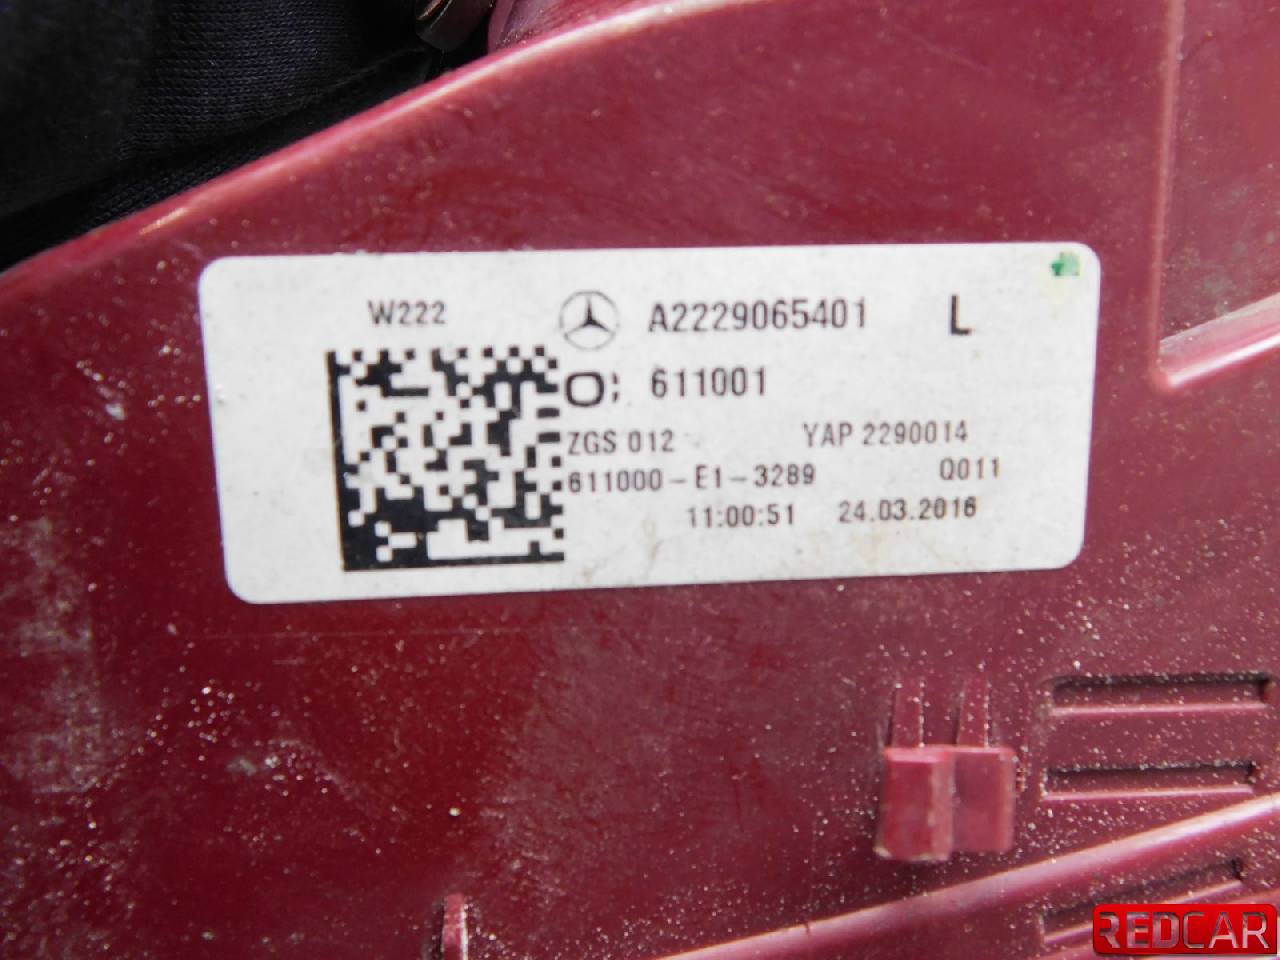 W222 A2229065401 L
O; 611001
ZGS 012 YAP 2290014
611000-E1-3289 Q011
11:00:51 24.03.2016
REDCAR